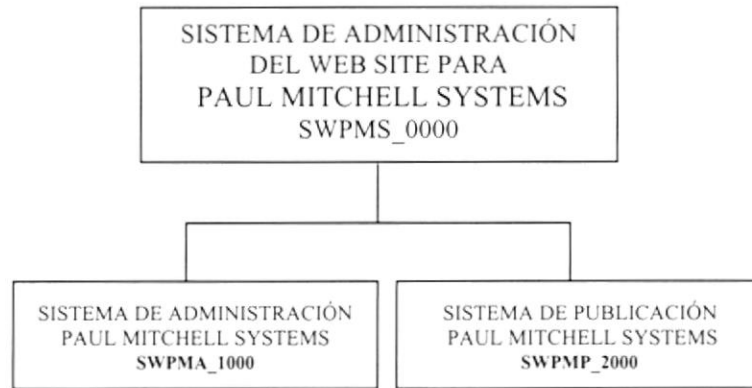 SISTEMA DE ADMINISTRACIÓN
DEL WEB SITE PARA
PAUL MITCHELL SYSTEMS
SWPMS_0000
SISTEMA DE ADMINISTRACIÓN
PAUL MITCHELL SYSTEMS
SWPMA_1000
SISTEMA DE PUBLICACIÓN
PAUL MITCHELL SYSTEMS
SWPMP_2000